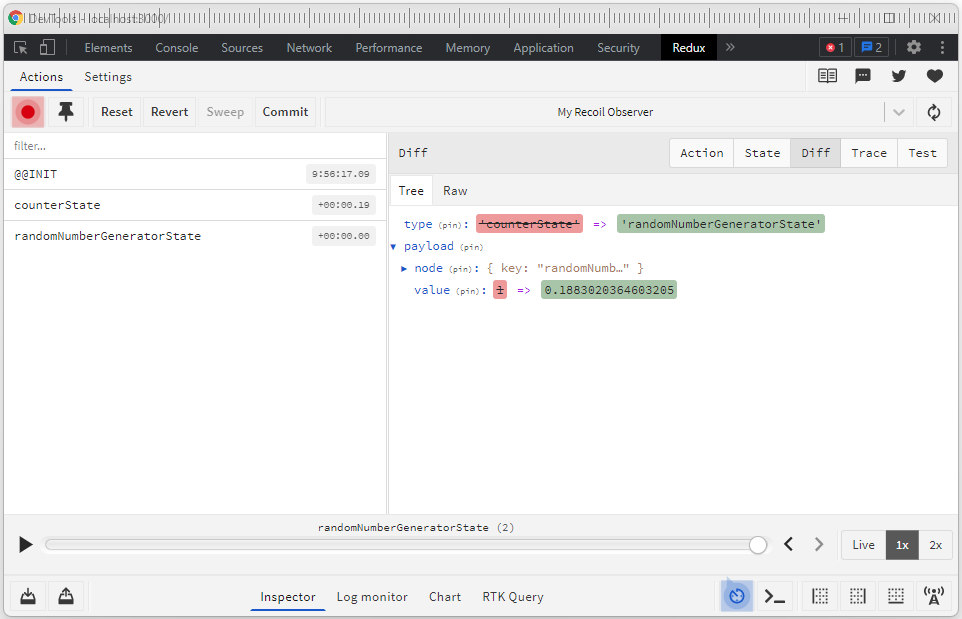 DevTools - localhost:3000/
Elements Console Sources Network Performance Memory Application Security Redux » 1 2
Actions Settings
Reset Revert Sweep Commit My Recoil Observer
filter...
@@INIT 9:56:17.09
counterState +00:00.19
randomNumberGeneratorState +00:00.00
Diff Action State Diff Trace Test
Tree Raw
type (pin): 'counterState' => 'randomNumberGeneratorState'
payload (pin)
node (pin): { key: "randomNumb…" }
value (pin): 1 => 0.1883020364603205
randomNumberGeneratorState (2)
Live 1x 2x
Inspector Log monitor Chart RTK Query